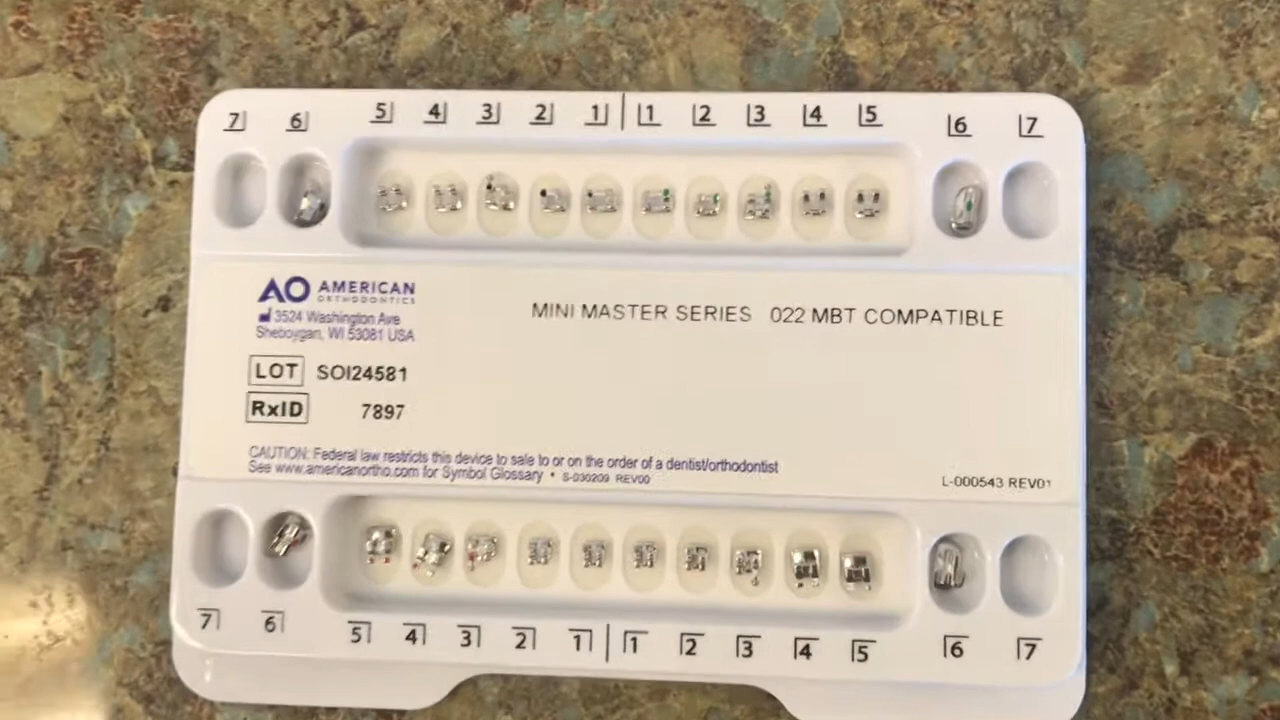 7 6 5 4 3 2 1 | 1 2 3 4 5 6 7
AO AMERICAN
ORTHODONTICS
3524 Washington Ave
Sheboygan, WI 53081 USA
MINI MASTER SERIES 022 MBT COMPATIBLE
LOT SOI24581
RxID 7897
CAUTION: Federal law restricts this device to sale to or on the order of a dentist/orthodontist
See www.americanortho.com for Symbol Glossary • S-030209 REV00
L-000543 REV01
7 6 5 4 3 2 1 | 1 2 3 4 5 6 7